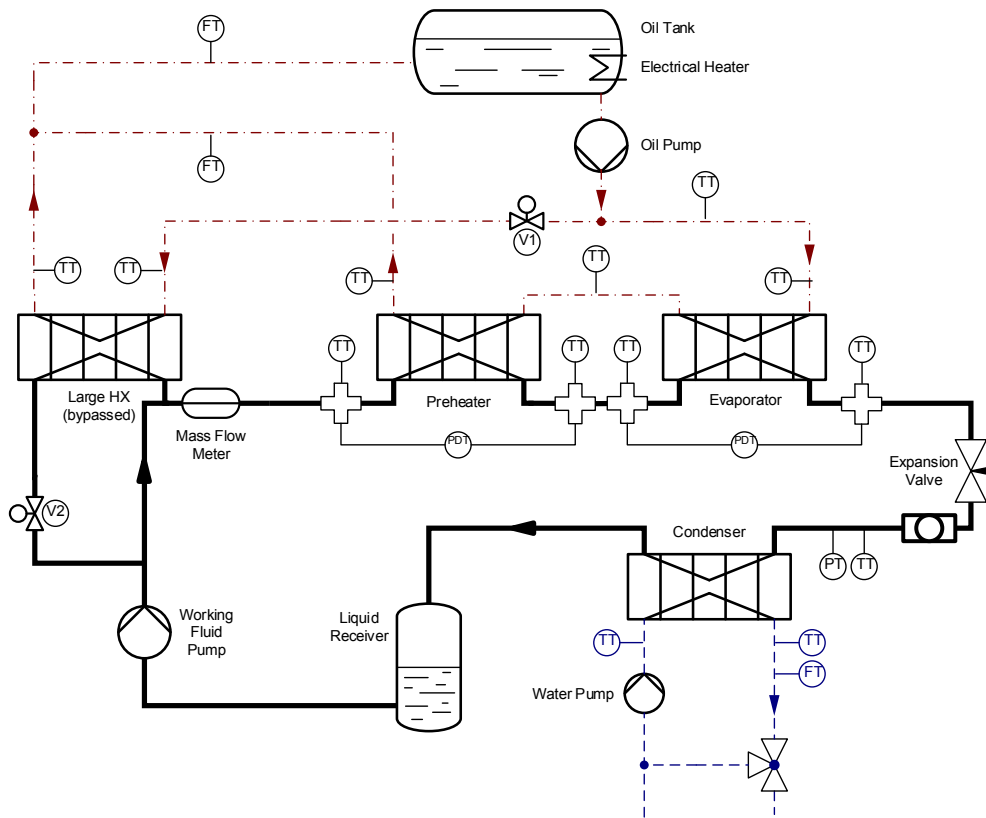 FT
Oil Tank
Electrical Heater
FT
Oil Pump
TT
V1
TT
TT
TT
TT
TT
TT
TT
TT
TT
Large HX
(bypassed)
Preheater
Evaporator
Mass Flow
Meter
PDT
PDT
Expansion
Valve
V2
Condenser
PT
TT
Working
Fluid
Pump
Liquid
Receiver
TT
TT
FT
Water Pump